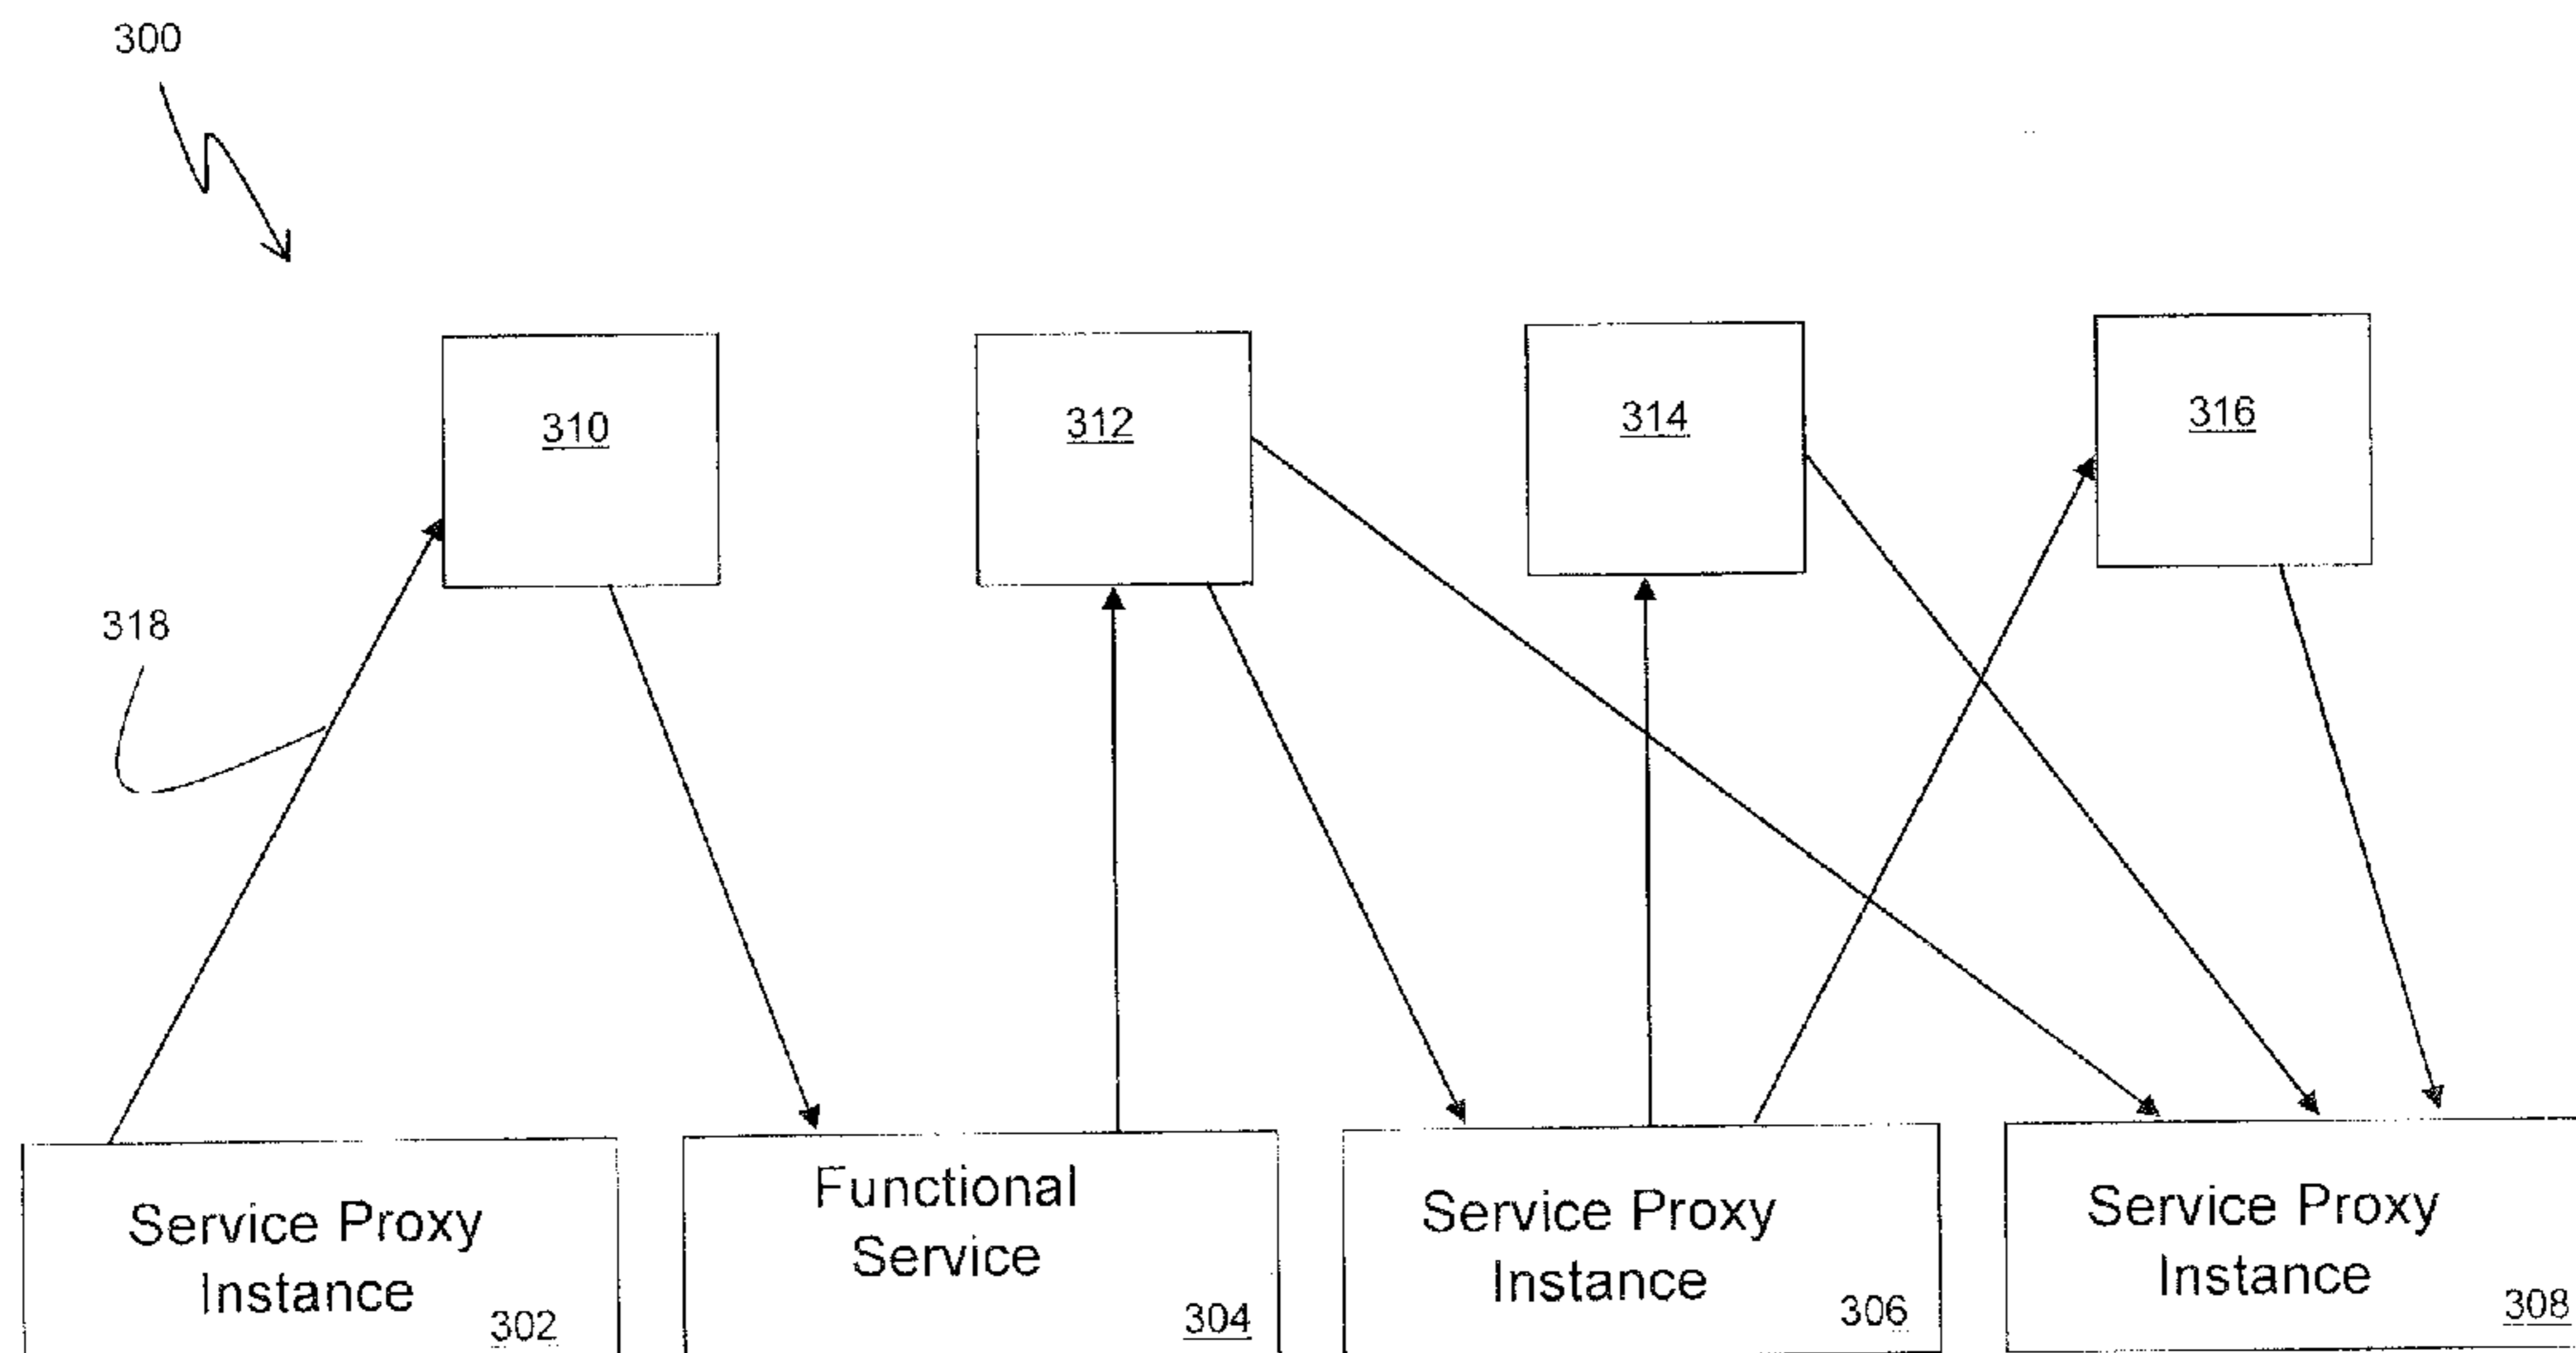 300
310
312
314
316
318
Service Proxy
Instance
302
Functional
Service
304
Service Proxy
Instance
306
Service Proxy
Instance
308